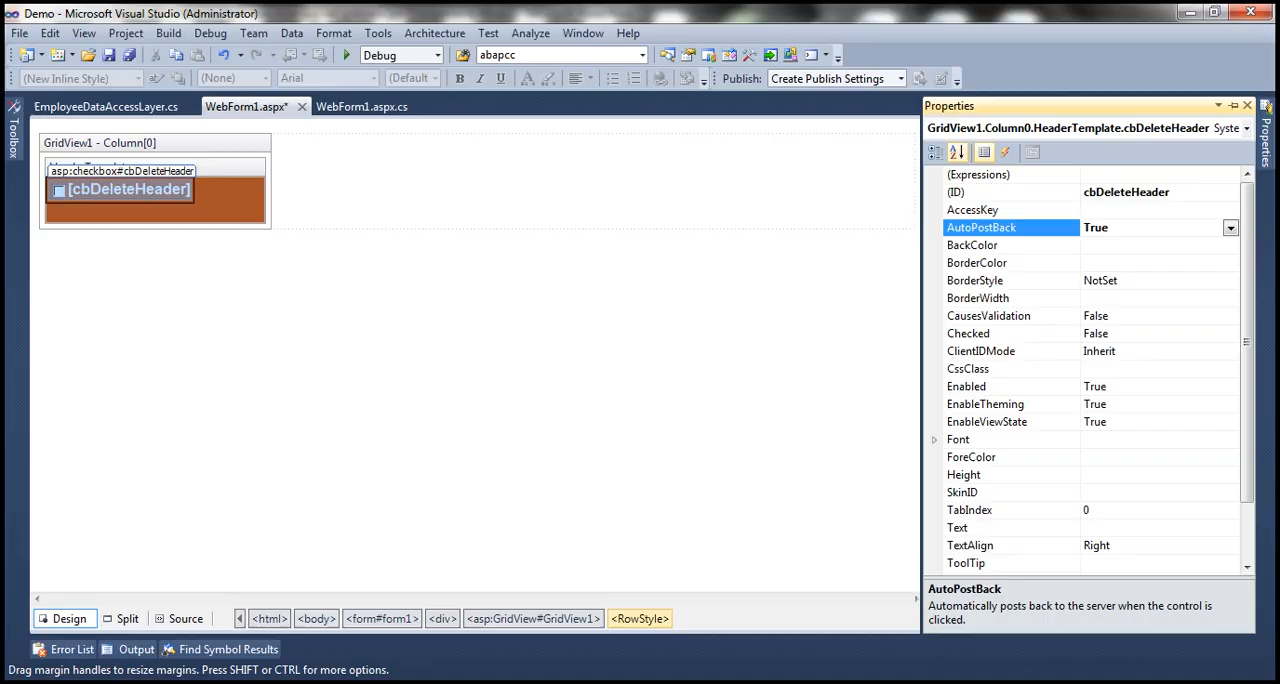 Demo - Microsoft Visual Studio (Administrator)
File Edit View Project Build Debug Team Data Format Tools Architecture Test Analyze Window Help
Debug abapcc
(New Inline Style) (None) Arial (Default B I U A Publish: Create Publish Settings
EmployeeDataAccessLayer.cs WebForm1.aspx* WebForm1.aspx.cs
Toolbox
GridView1 - Column[0]
asp:checkbox#cbDeleteHeader
[cbDeleteHeader]
Design Split Source <html> <body> <form#form1> <div> <asp:GridView#GridView1> <RowStyle>
Properties
GridView1.Column0.HeaderTemplate.cbDeleteHeader Syste
(Expressions)
(ID) cbDeleteHeader
AccessKey
AutoPostBack True
BackColor
BorderColor
BorderStyle NotSet
BorderWidth
CausesValidation False
Checked False
ClientIDMode Inherit
CssClass
Enabled True
EnableTheming True
EnableViewState True
Font
ForeColor
Height
SkinID
TabIndex 0
Text
TextAlign Right
ToolTip
AutoPostBack
Automatically posts back to the server when the control is
clicked.
Properties
Error List Output Find Symbol Results
Drag margin handles to resize margins. Press SHIFT or CTRL for more options.